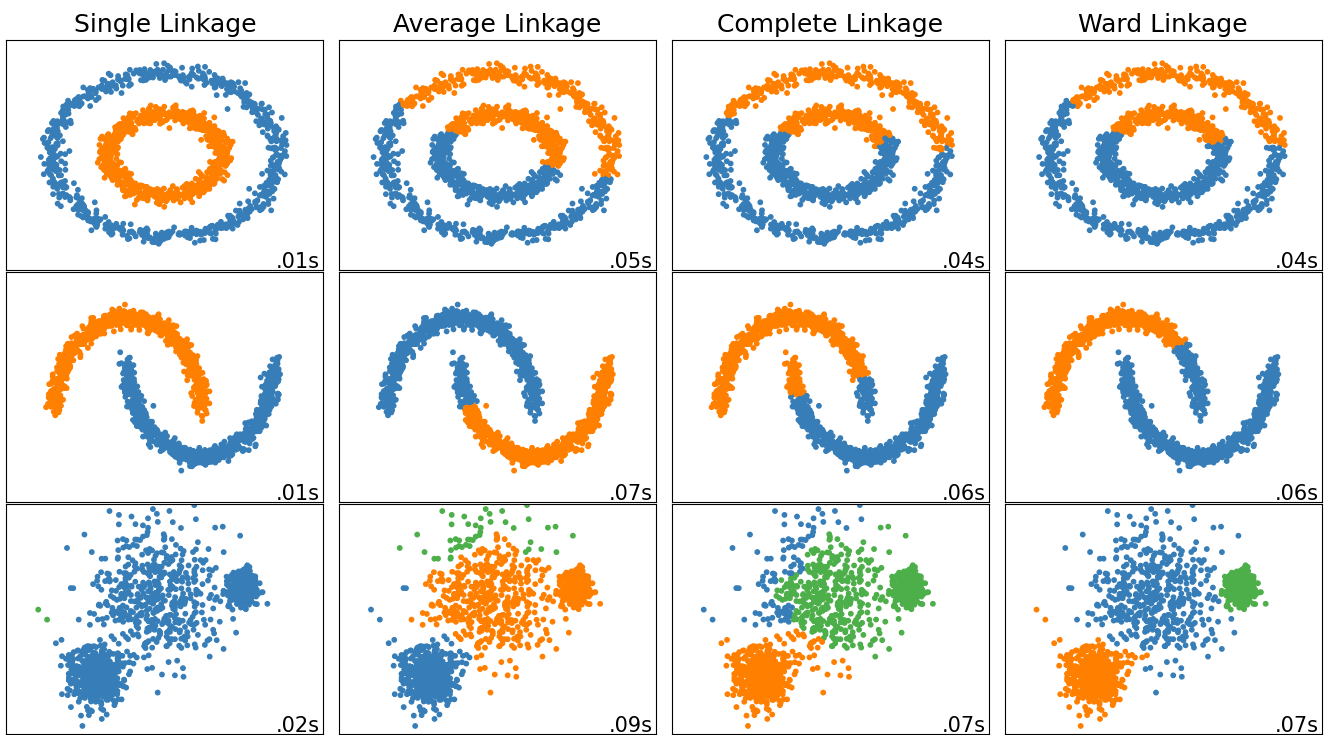 Single Linkage Average Linkage Complete Linkage Ward Linkage
.01s .05s .04s .04s
.01s .07s .06s .06s
.02s .09s .07s .07s